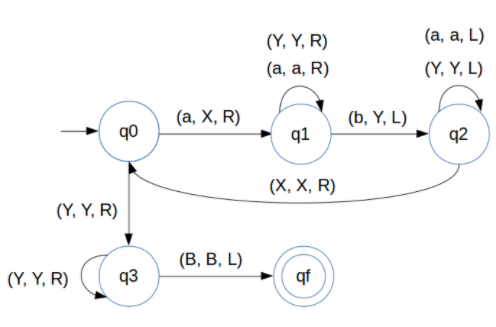 (a, a, L)
(Y, Y, R)
(a, a, R)
(Y, Y, L)
q0
(a, X, R)
q1
(b, Y, L)
q2
(X, X, R)
(Y, Y, R)
(Y, Y, R)
q3
(B, B, L)
qf